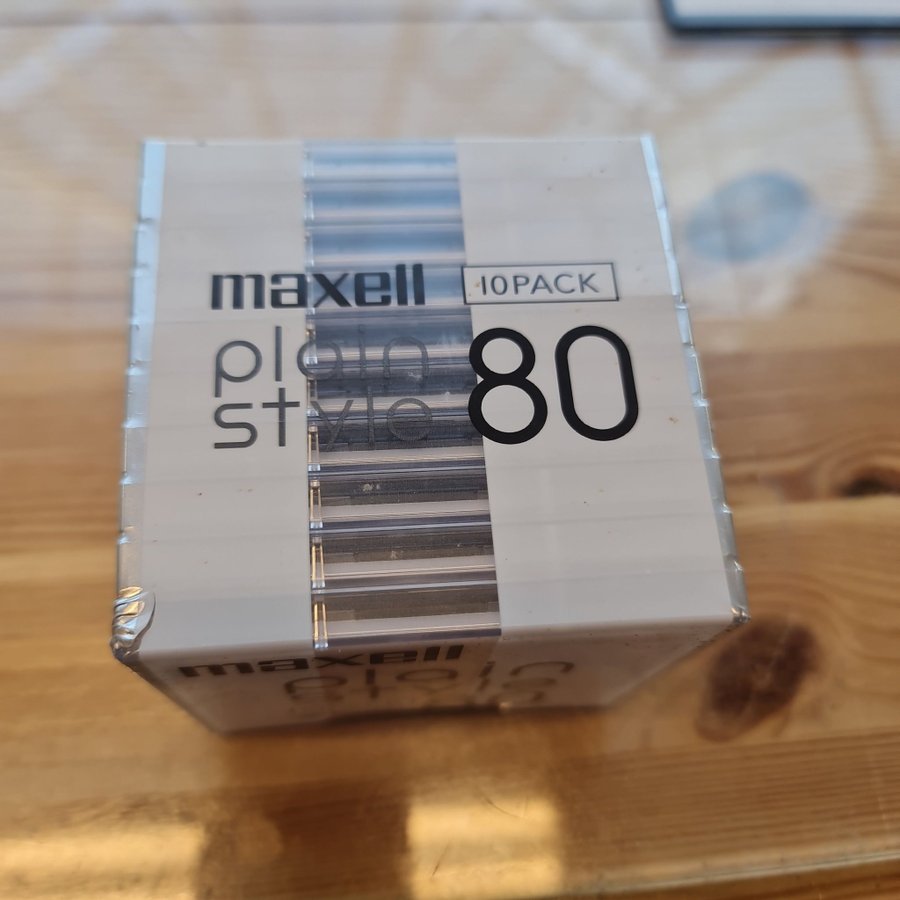 maxell 10PACK
plain
style 80
maxell plain
style